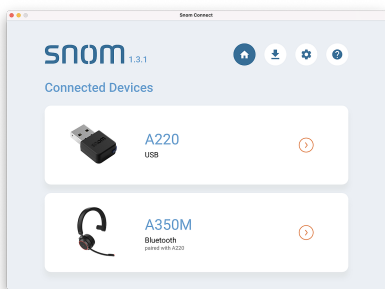 Snom Connect
snom 1.3.1
Connected Devices
A220
USB
A350M
Bluetooth
paired with A220